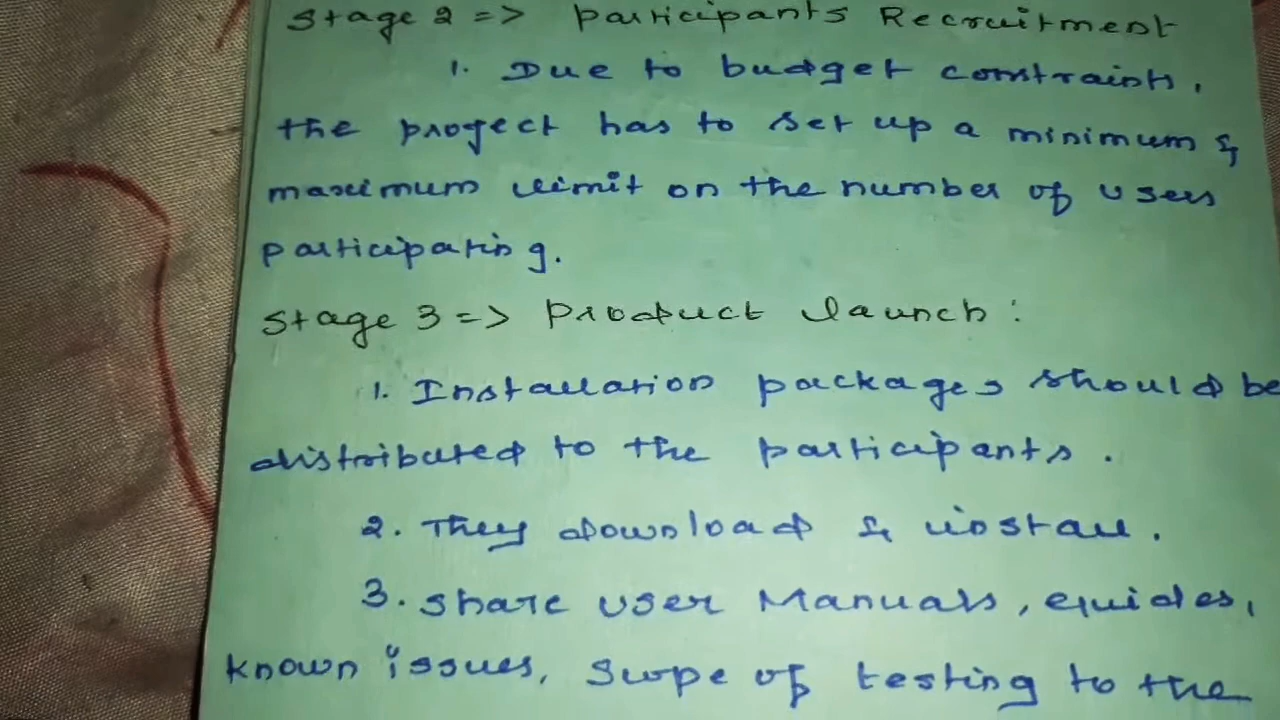 Stage 2 => Participants Recruitment
1. Due to budget constraints,
the project has to set up a minimum &
maximum limit on the number of users
participating.
Stage 3 => Product launch :
1. Installation packages should be
distributed to the participants.
2. They download & install.
3. Share user Manuals, guides,
known issues, scope of testing to the